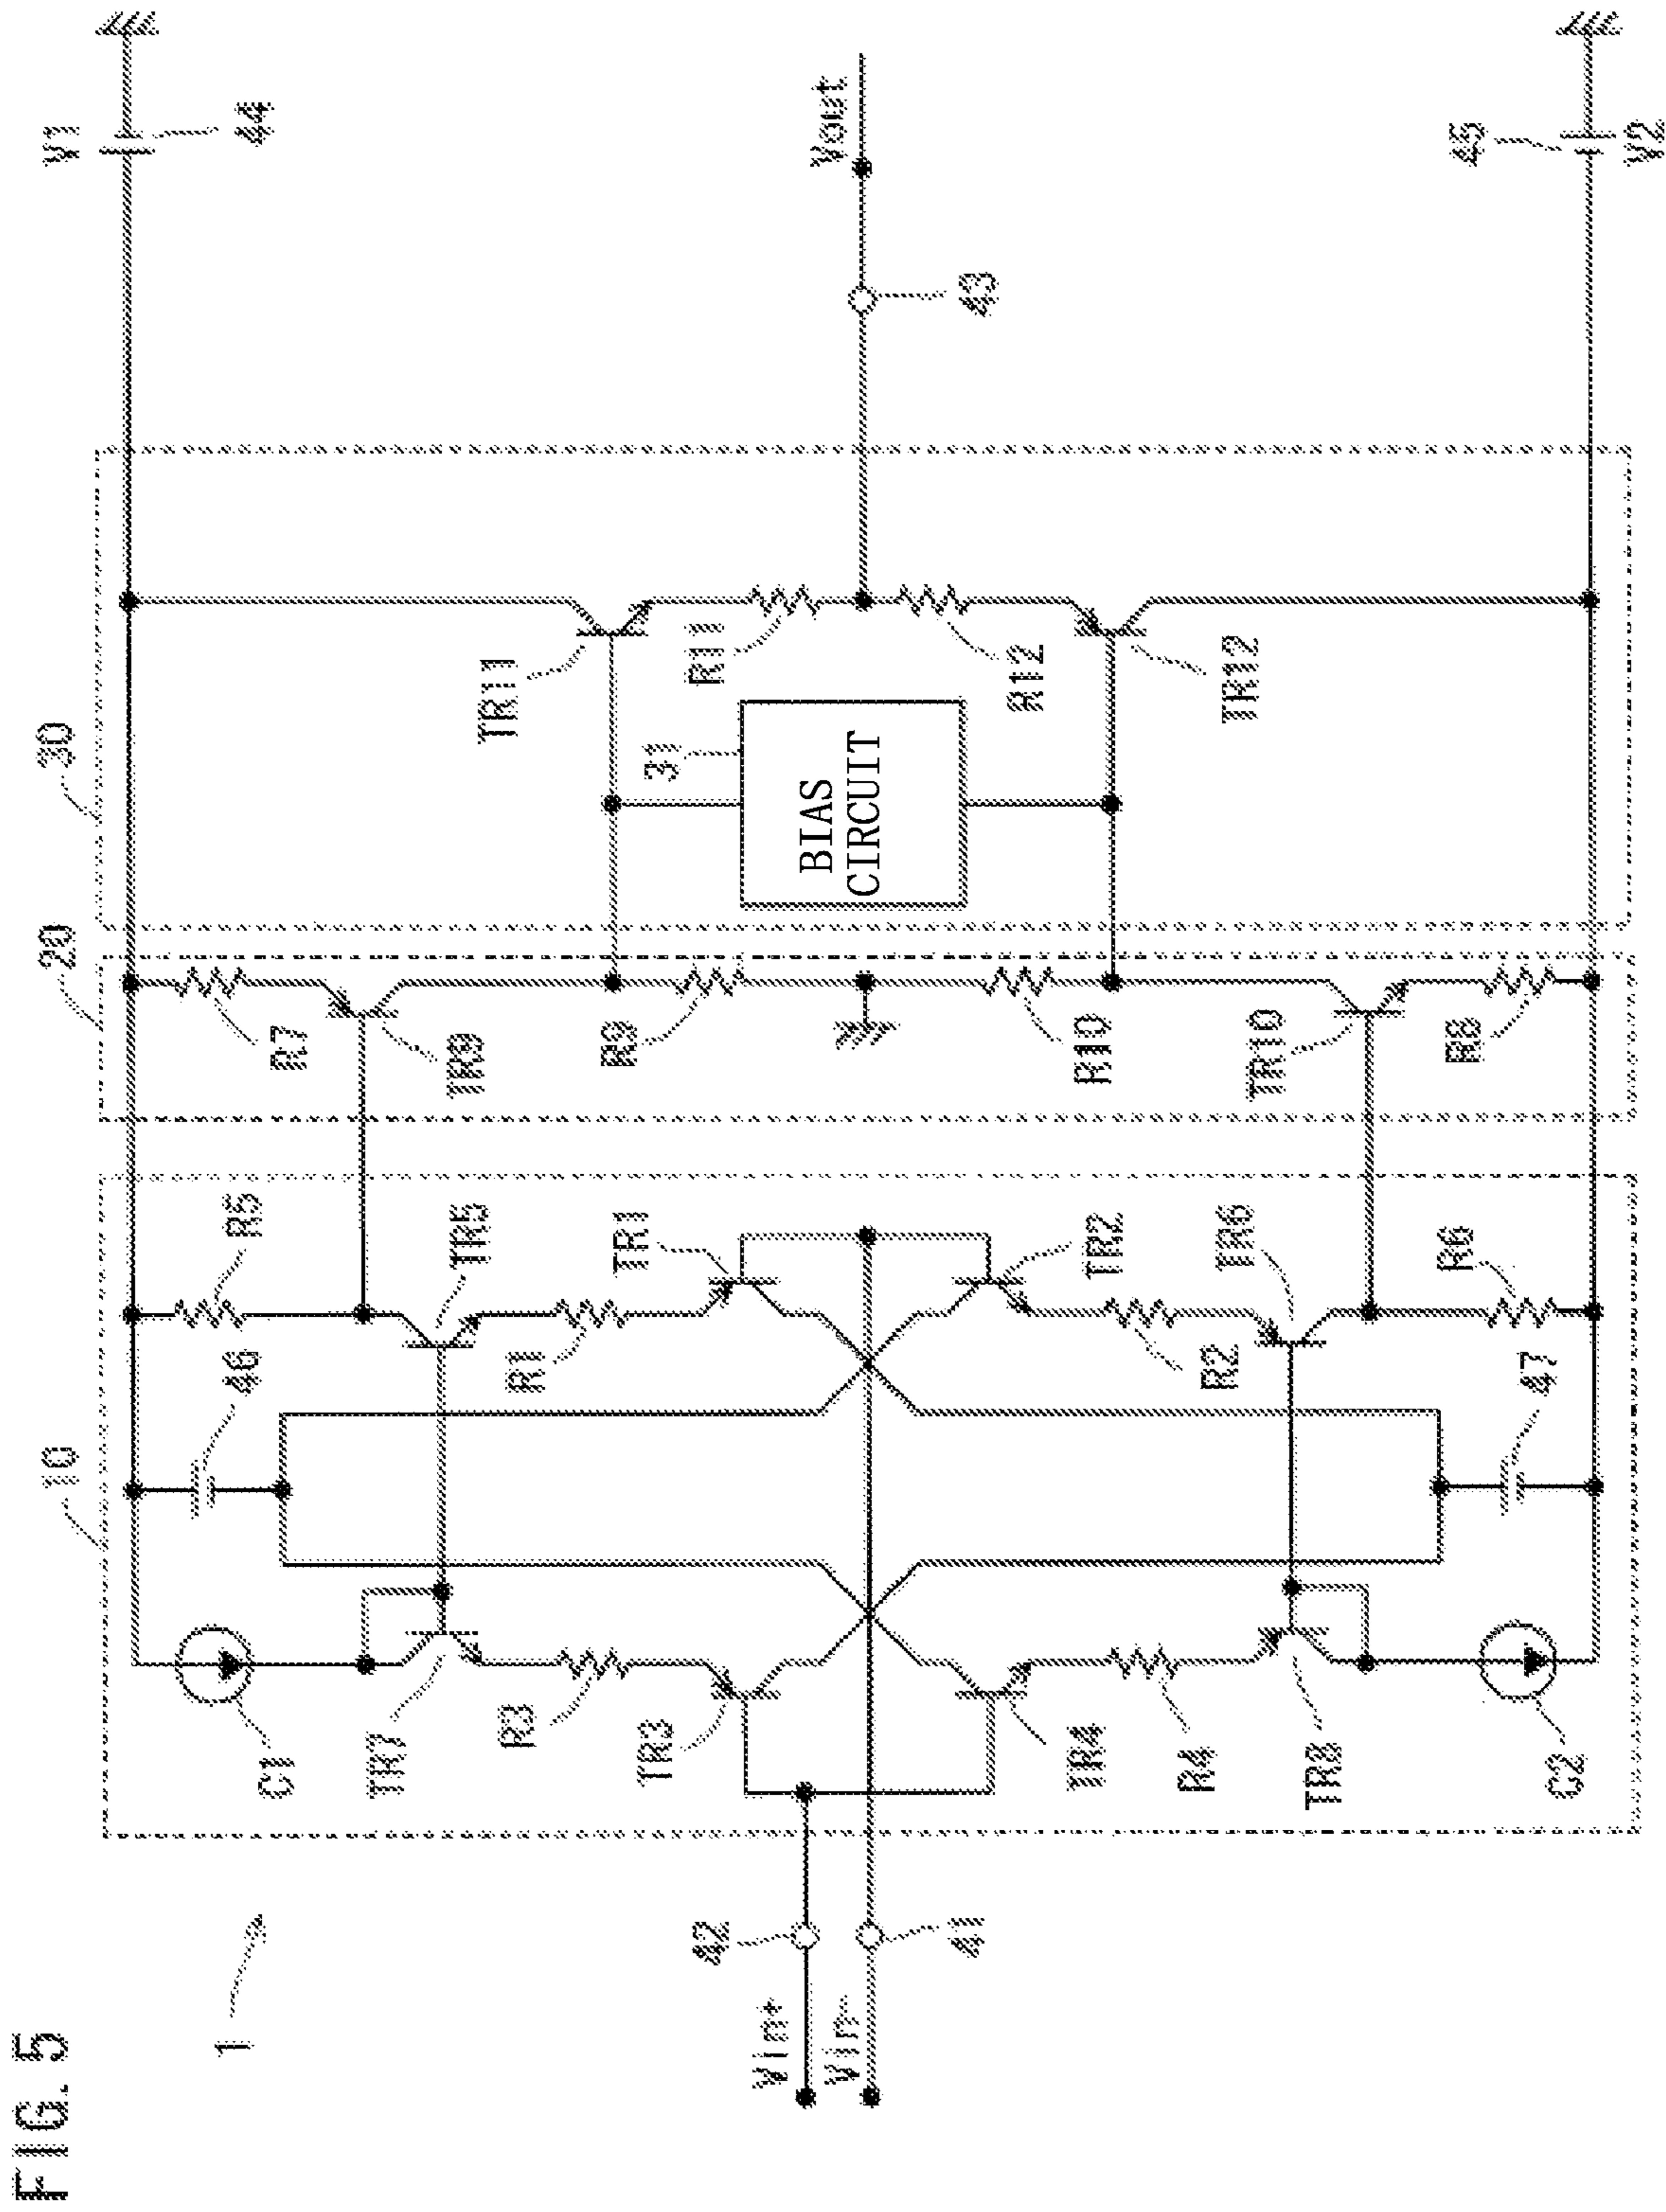 FIG. 5
1
10
20
30
V1
44
C1
46
R5
R7
TR7
TR5
TR9
TR11
R3
R1
R9
R11
TR3
TR1
31
BIAS
CIRCUIT
Vin+
42
Vin-
41
43
Vout
TR4
TR2
R10
R12
R4
R2
TR8
TR6
TR10
TR12
C2
47
R6
R8
45
V2